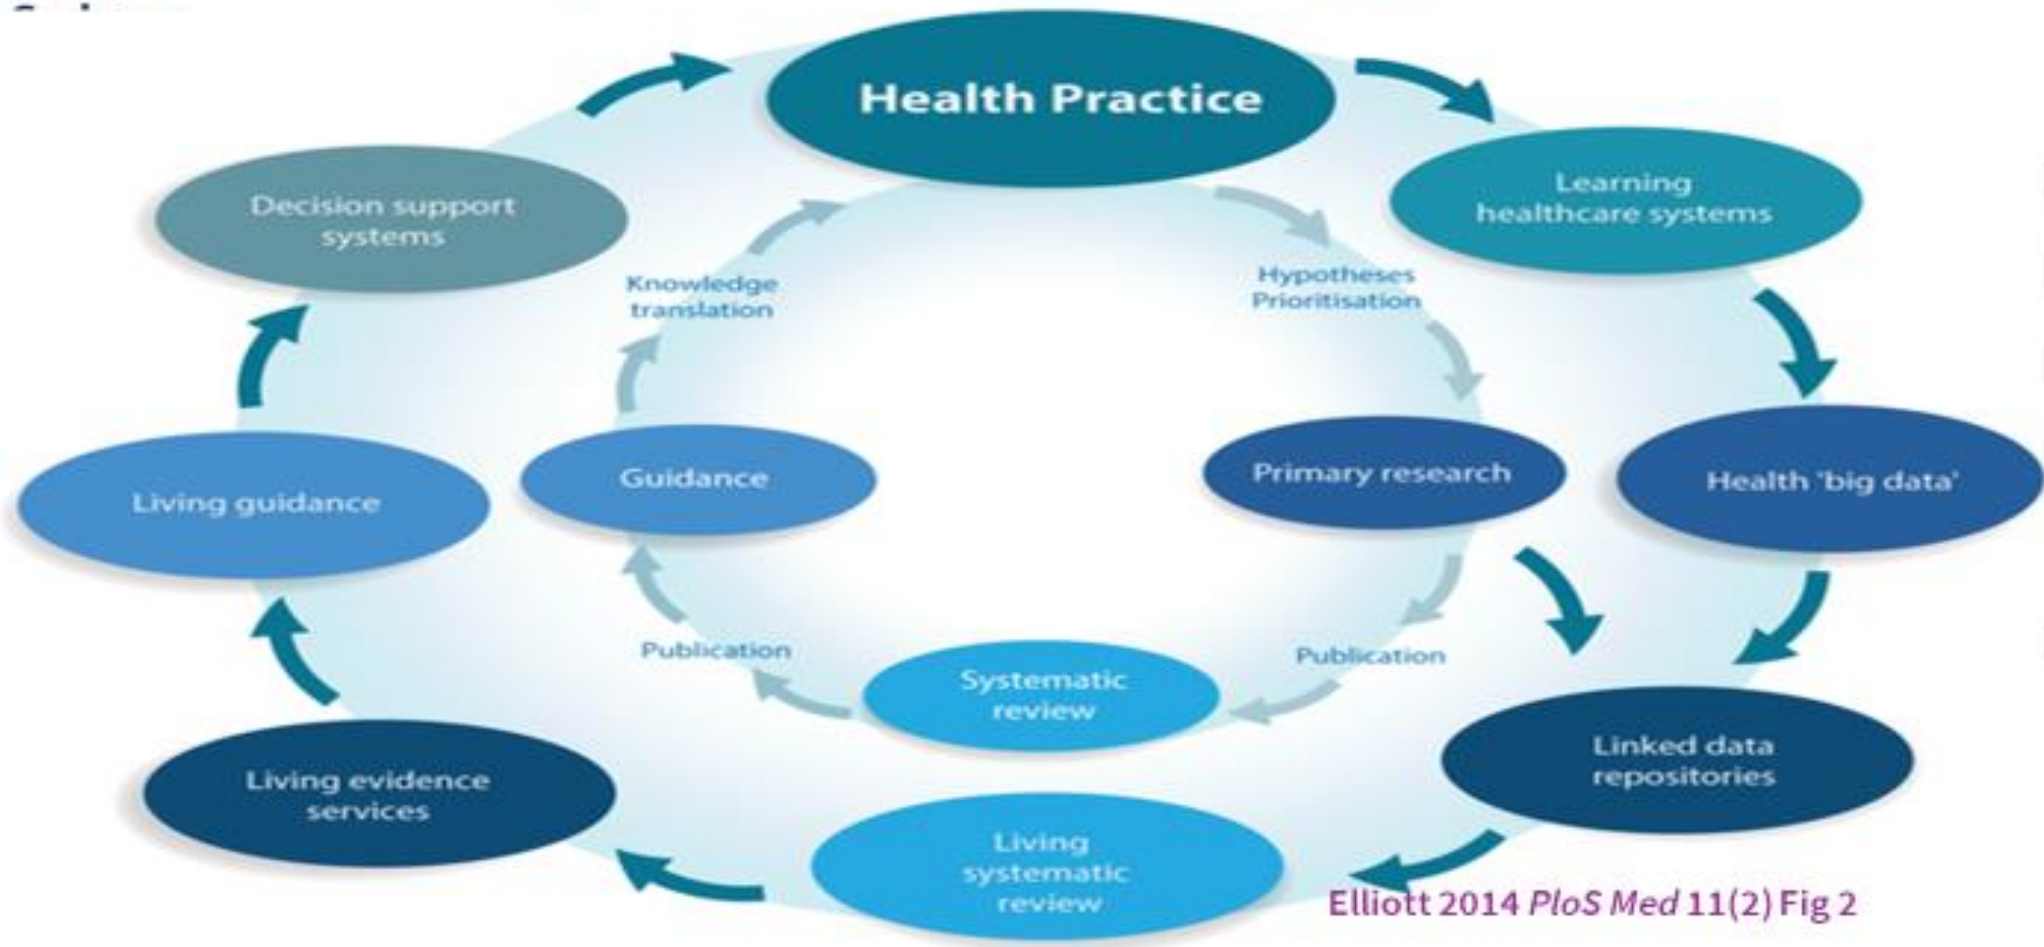 Health Practice
Learning
healthcare systems
Decision support
systems
Knowledge
translation
Hypotheses
Prioritisation
Living guidance
Guidance
Primary research
Health 'big data'
Publication
Publication
Systematic
review
Linked data
repositories
Living evidence
services
Living
systematic
review
Elliott 2014 PloS Med 11(2) Fig 2